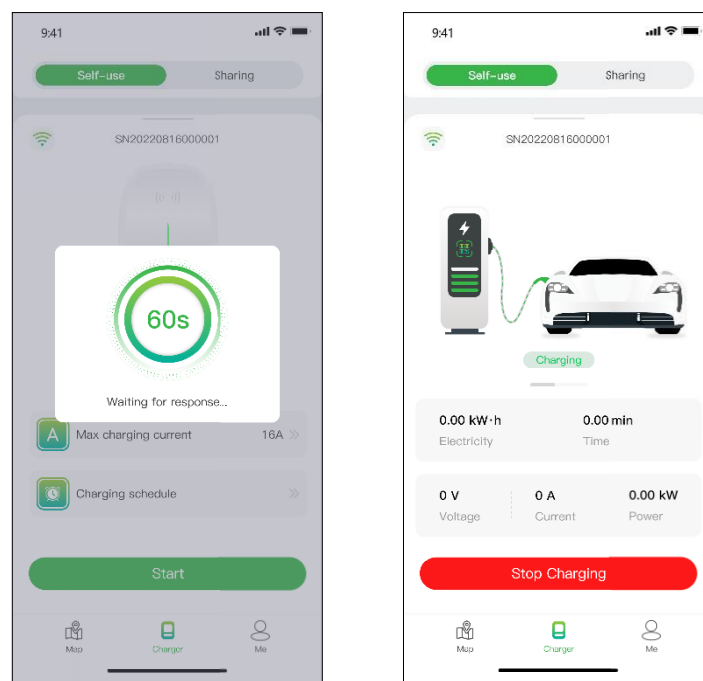 9:41
Self-use Sharing
SN20220816000001
60s
Waiting for response...
A Max charging current 16A
Charging schedule
Start
Map Charger Me
9:41
Self-use Sharing
SN20220816000001
Charging
0.00 kW·h 0.00 min
Electricity Time
0 V 0 A 0.00 kW
Voltage Current Power
Stop Charging
Map Charger Me